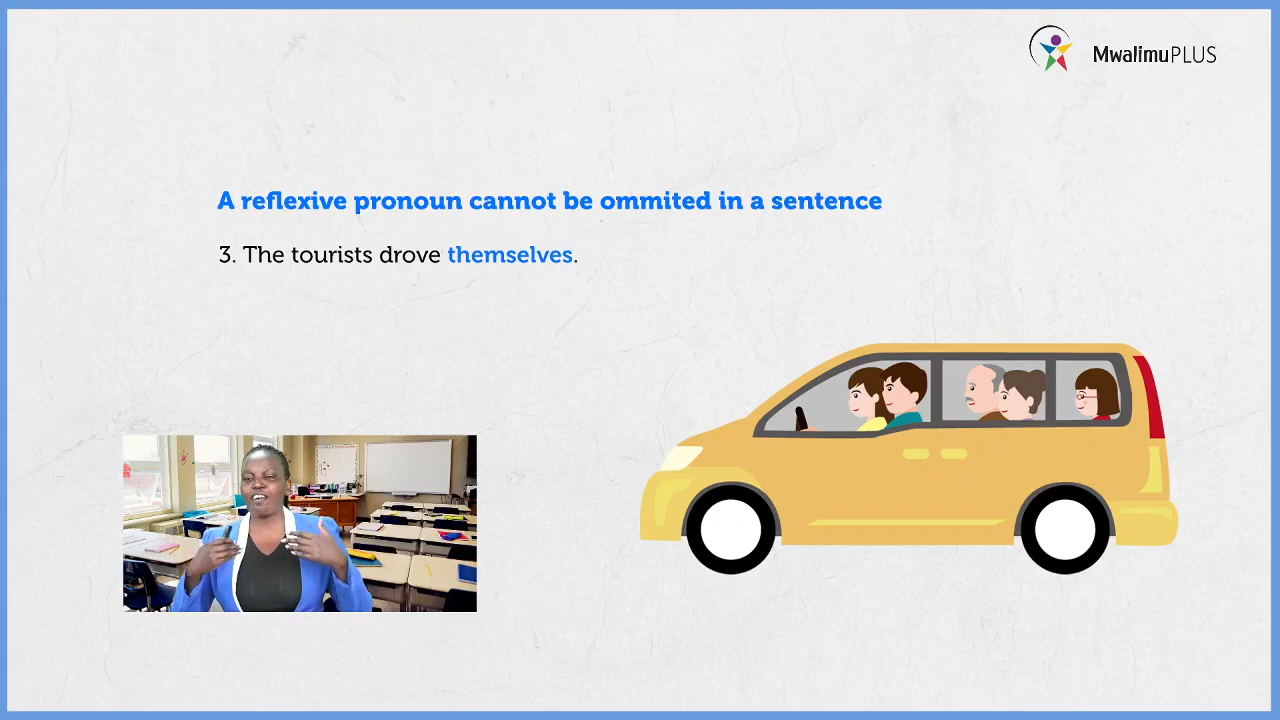 MwalimuPLUS
A reflexive pronoun cannot be ommited in a sentence
3. The tourists drove themselves.